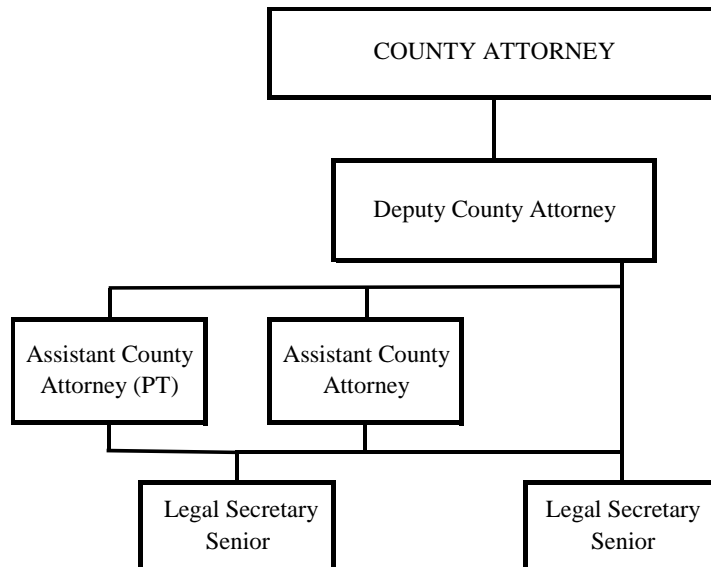 COUNTY ATTORNEY
Deputy County Attorney
Assistant County
Attorney (PT)
Assistant County
Attorney
Legal Secretary
Senior
Legal Secretary
Senior